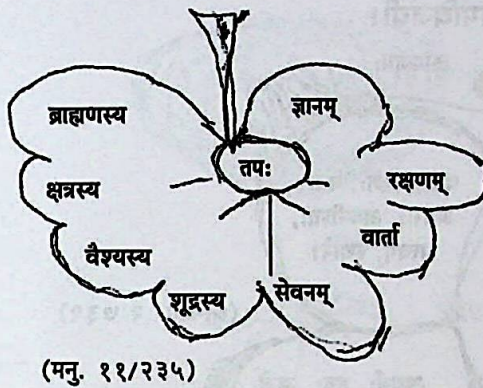 ब्राह्मणस्य
ज्ञानम्
तपः
क्षत्रस्य
रक्षणम्
वैश्यस्य
वार्ता
शूद्रस्य
सेवनम्
(मनु. ११/२३५)